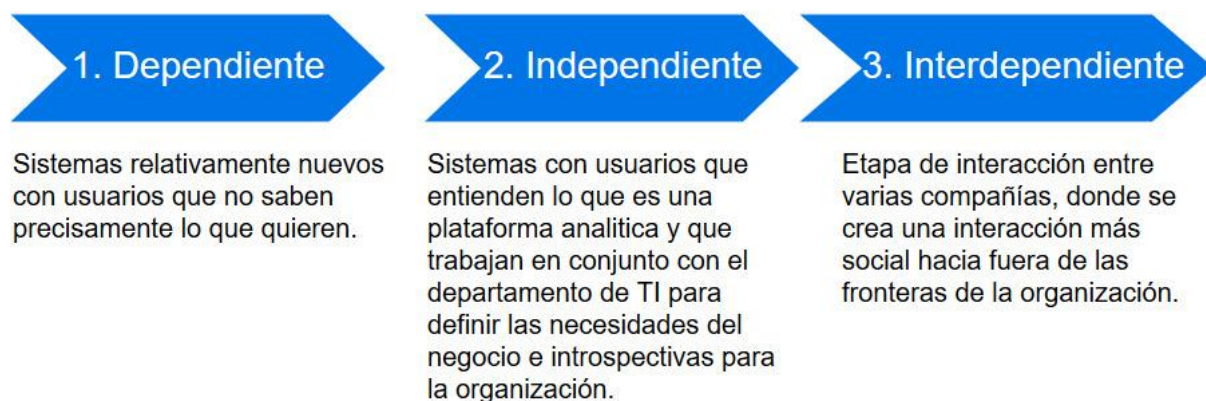 1. Dependiente
Sistemas relativamente nuevos
con usuarios que no saben
precisamente lo que quieren.
2. Independiente
Sistemas con usuarios que
entienden lo que es una
plataforma analitica y que
trabajan en conjunto con el
departamento de TI para
definir las necesidades del
negocio e introspectivas para
la organización.
3. Interdependiente
Etapa de interacción entre
varias compañías, donde se
crea una interacción más
social hacia fuera de las
fronteras de la organización.